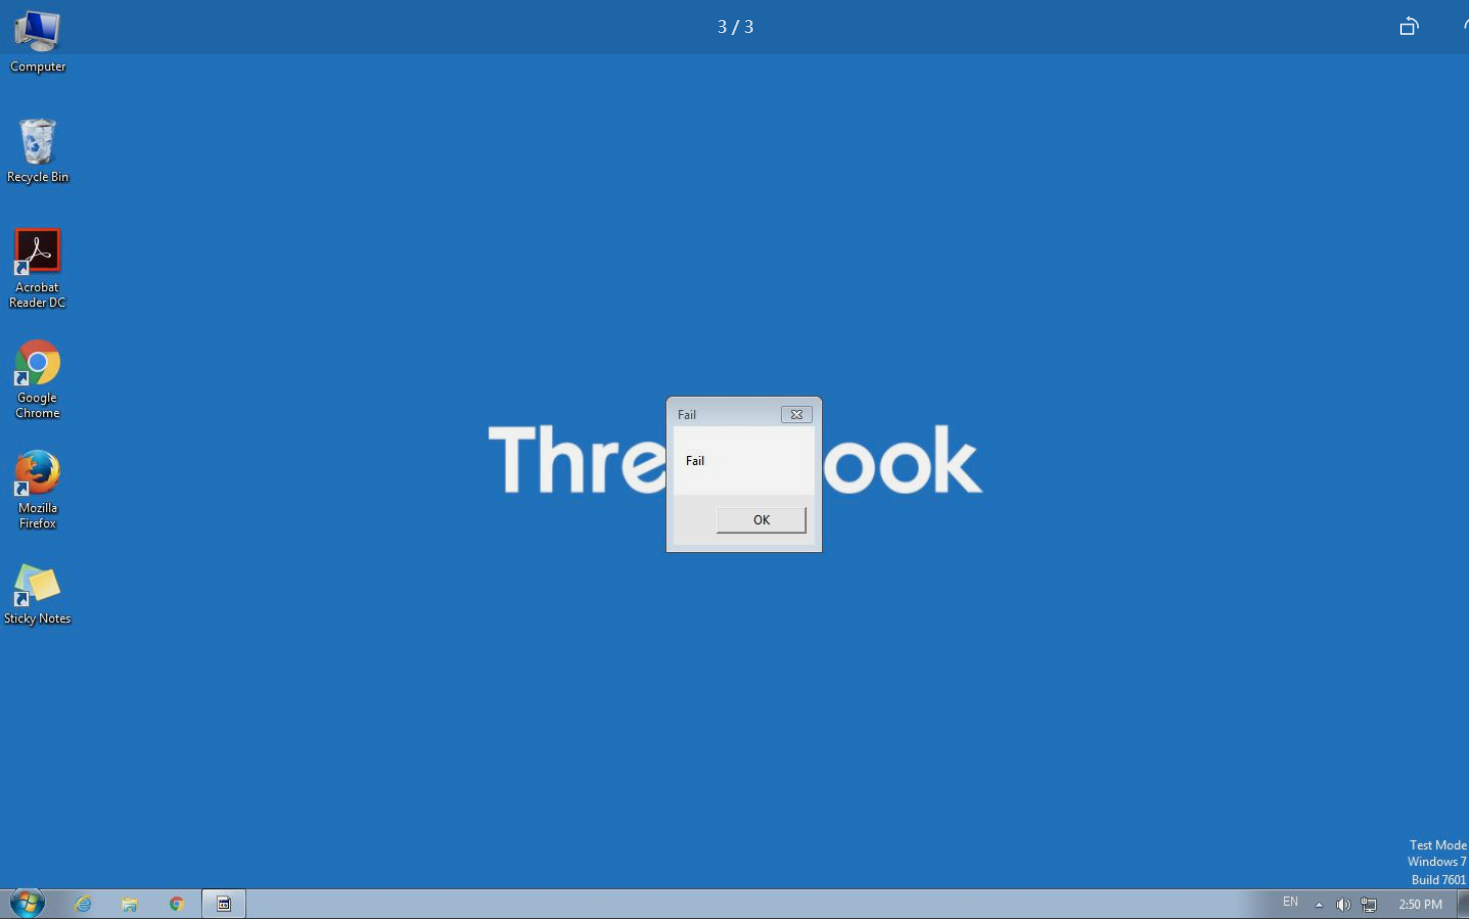 3 / 3
Computer
Recycle Bin
Acrobat
Reader DC
Google
Chrome
Mozilla
Firefox
Sticky Notes
Fail
Fail
OK
Thre ook
Test Mode
Windows 7
Build 7601
EN
2:50 PM